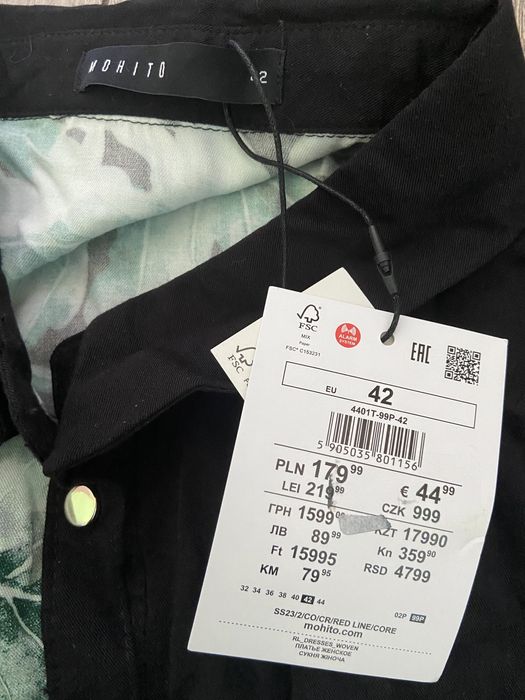 MOHITO
42
FSC
MIX
Paper
FSC® C153231
ALARM
SYSTEM
EAC
FSC
EU 42
4401T-99P-42
5 905035 801156
PLN 179 99
LEI 219 99 € 44 99
ГРН 1599 00 CZK 999
ЛВ 89 99 KZT 17990
Ft 15995 Kn 359 90
KM 79 95 RSD 4799
32 34 36 38 40 42 44 02P 99P
SS23/2/CO/CR/RED LINE/CORE
mohito.com
RL_DRESSES_WOVEN
ПЛАТЬЕ ЖЕНСКОЕ
СУКНЯ ЖІНОЧА